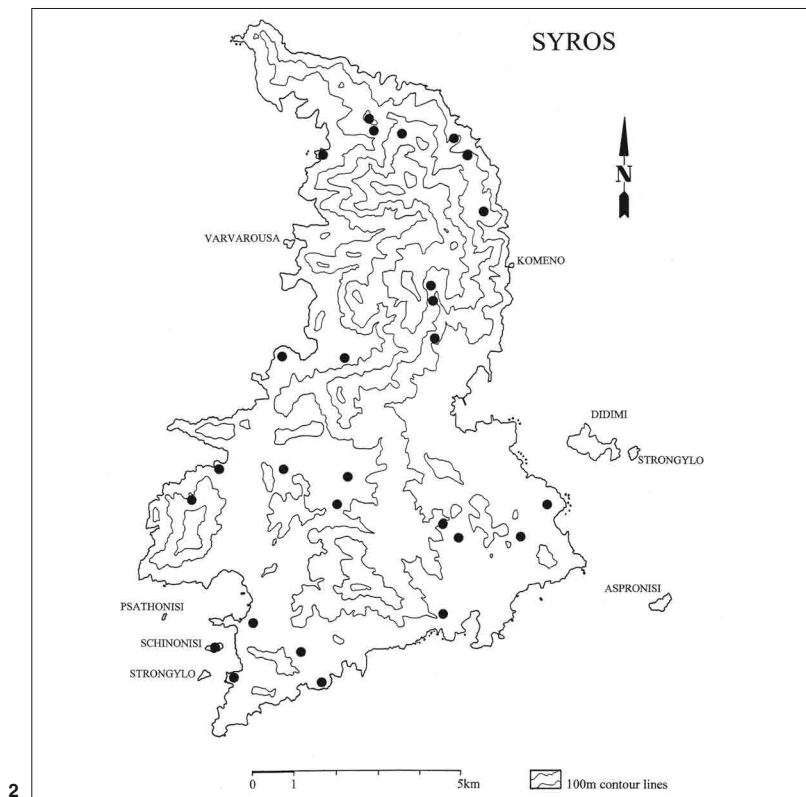 SYROS
N
VARVAROUSA
KOMENO
DIDIMI
STRONGYLO
ASPRONISI
PSATHONISI
SCHINONISI
STRONGYLO
0 1 5km
100m contour lines
2